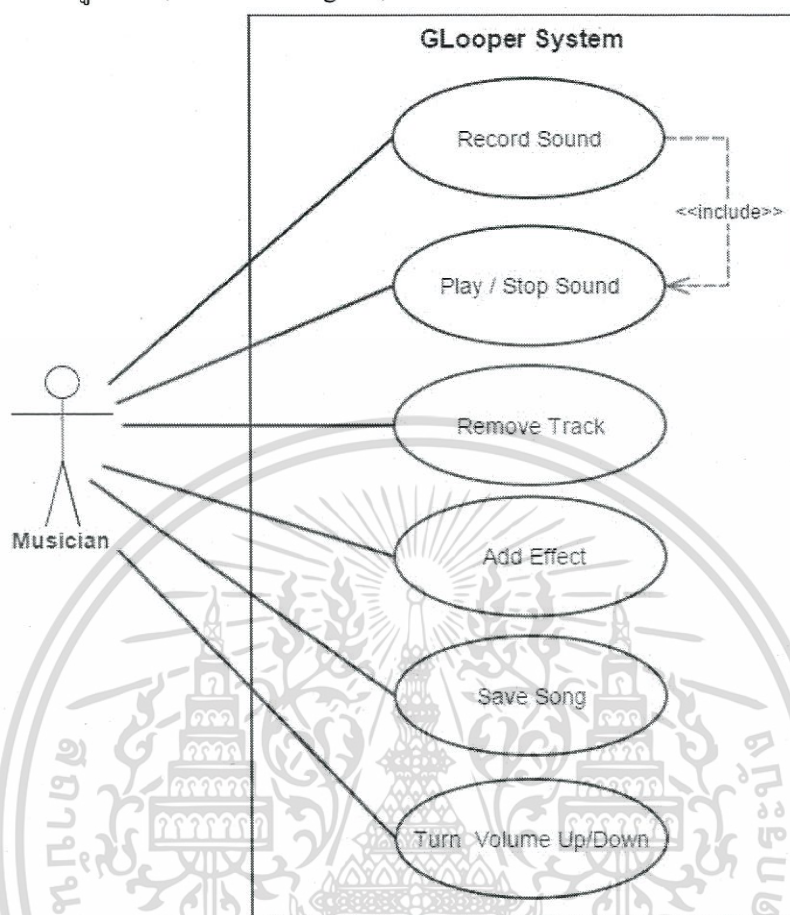 GLooper System
Record Sound
<<include>>
Play / Stop Sound
Remove Track
Musician
Add Effect
Save Song
Turn Volume Up/Down